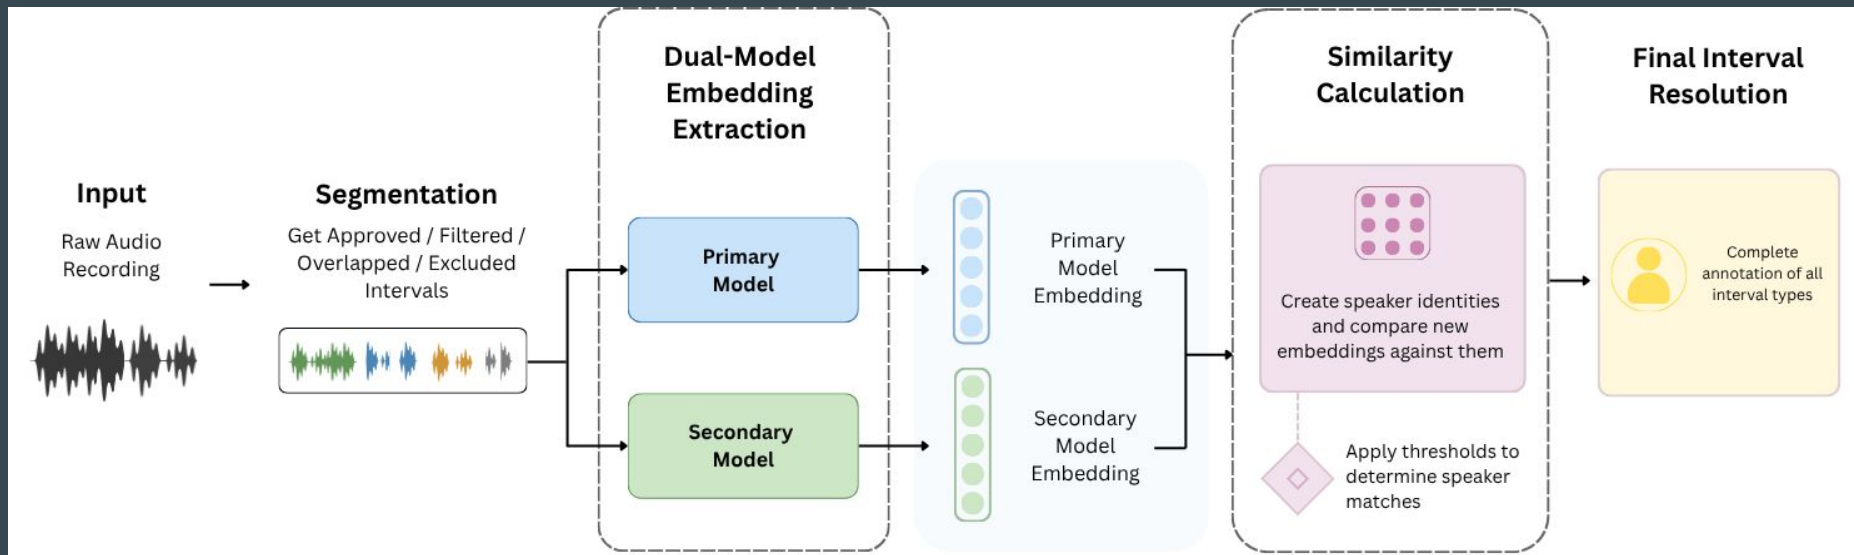 Input
Raw Audio
Recording
Segmentation
Get Approved / Filtered /
Overlapped / Excluded
Intervals
Dual-Model
Embedding
Extraction
Primary
Model
Secondary
Model
Primary
Model
Embedding
Secondary
Model
Embedding
Similarity
Calculation
Create speaker identities
and compare new
embeddings against them
Apply thresholds to
determine speaker
matches
Final Interval
Resolution
Complete
annotation of all
interval types